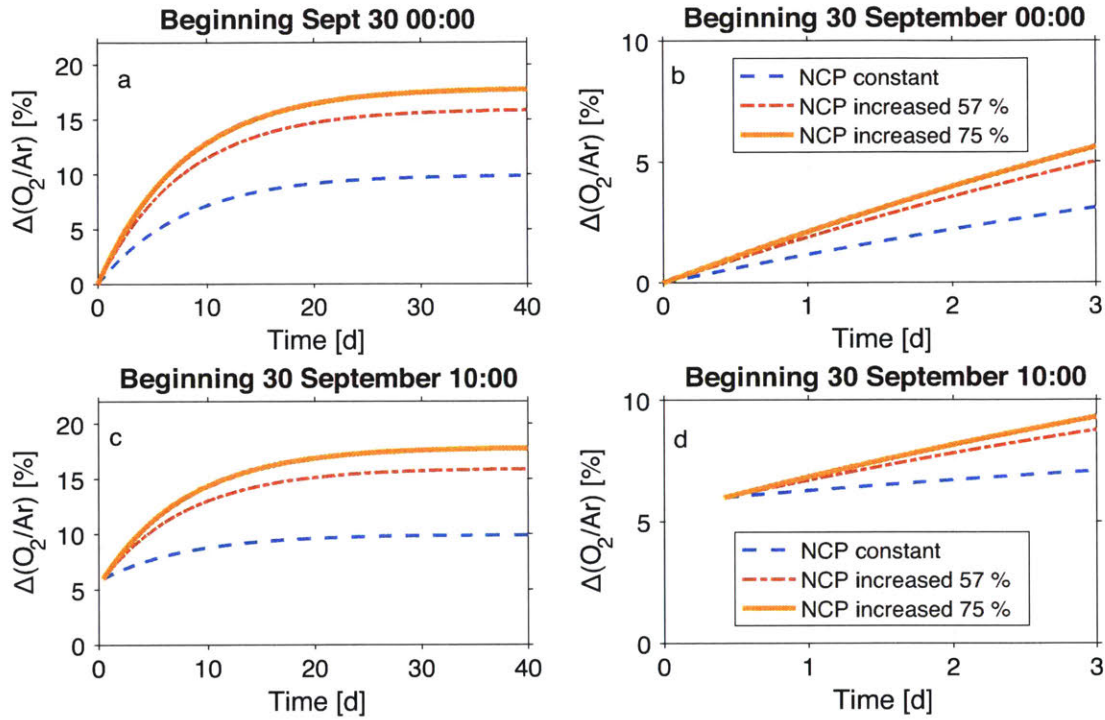 Beginning Sept 30 00:00
a
Δ(O₂/Ar) [%]
20
15
10
5
0
0 10 20 30 40
Time [d]
Beginning 30 September 00:00
b
NCP constant
NCP increased 57 %
NCP increased 75 %
Δ(O₂/Ar) [%]
10
5
0
0 1 2 3
Time [d]
Beginning 30 September 10:00
c
Δ(O₂/Ar) [%]
20
15
10
5
0
0 10 20 30 40
Time [d]
Beginning 30 September 10:00
d
Δ(O₂/Ar) [%]
10
5
0
NCP constant
NCP increased 57 %
NCP increased 75 %
0 1 2 3
Time [d]